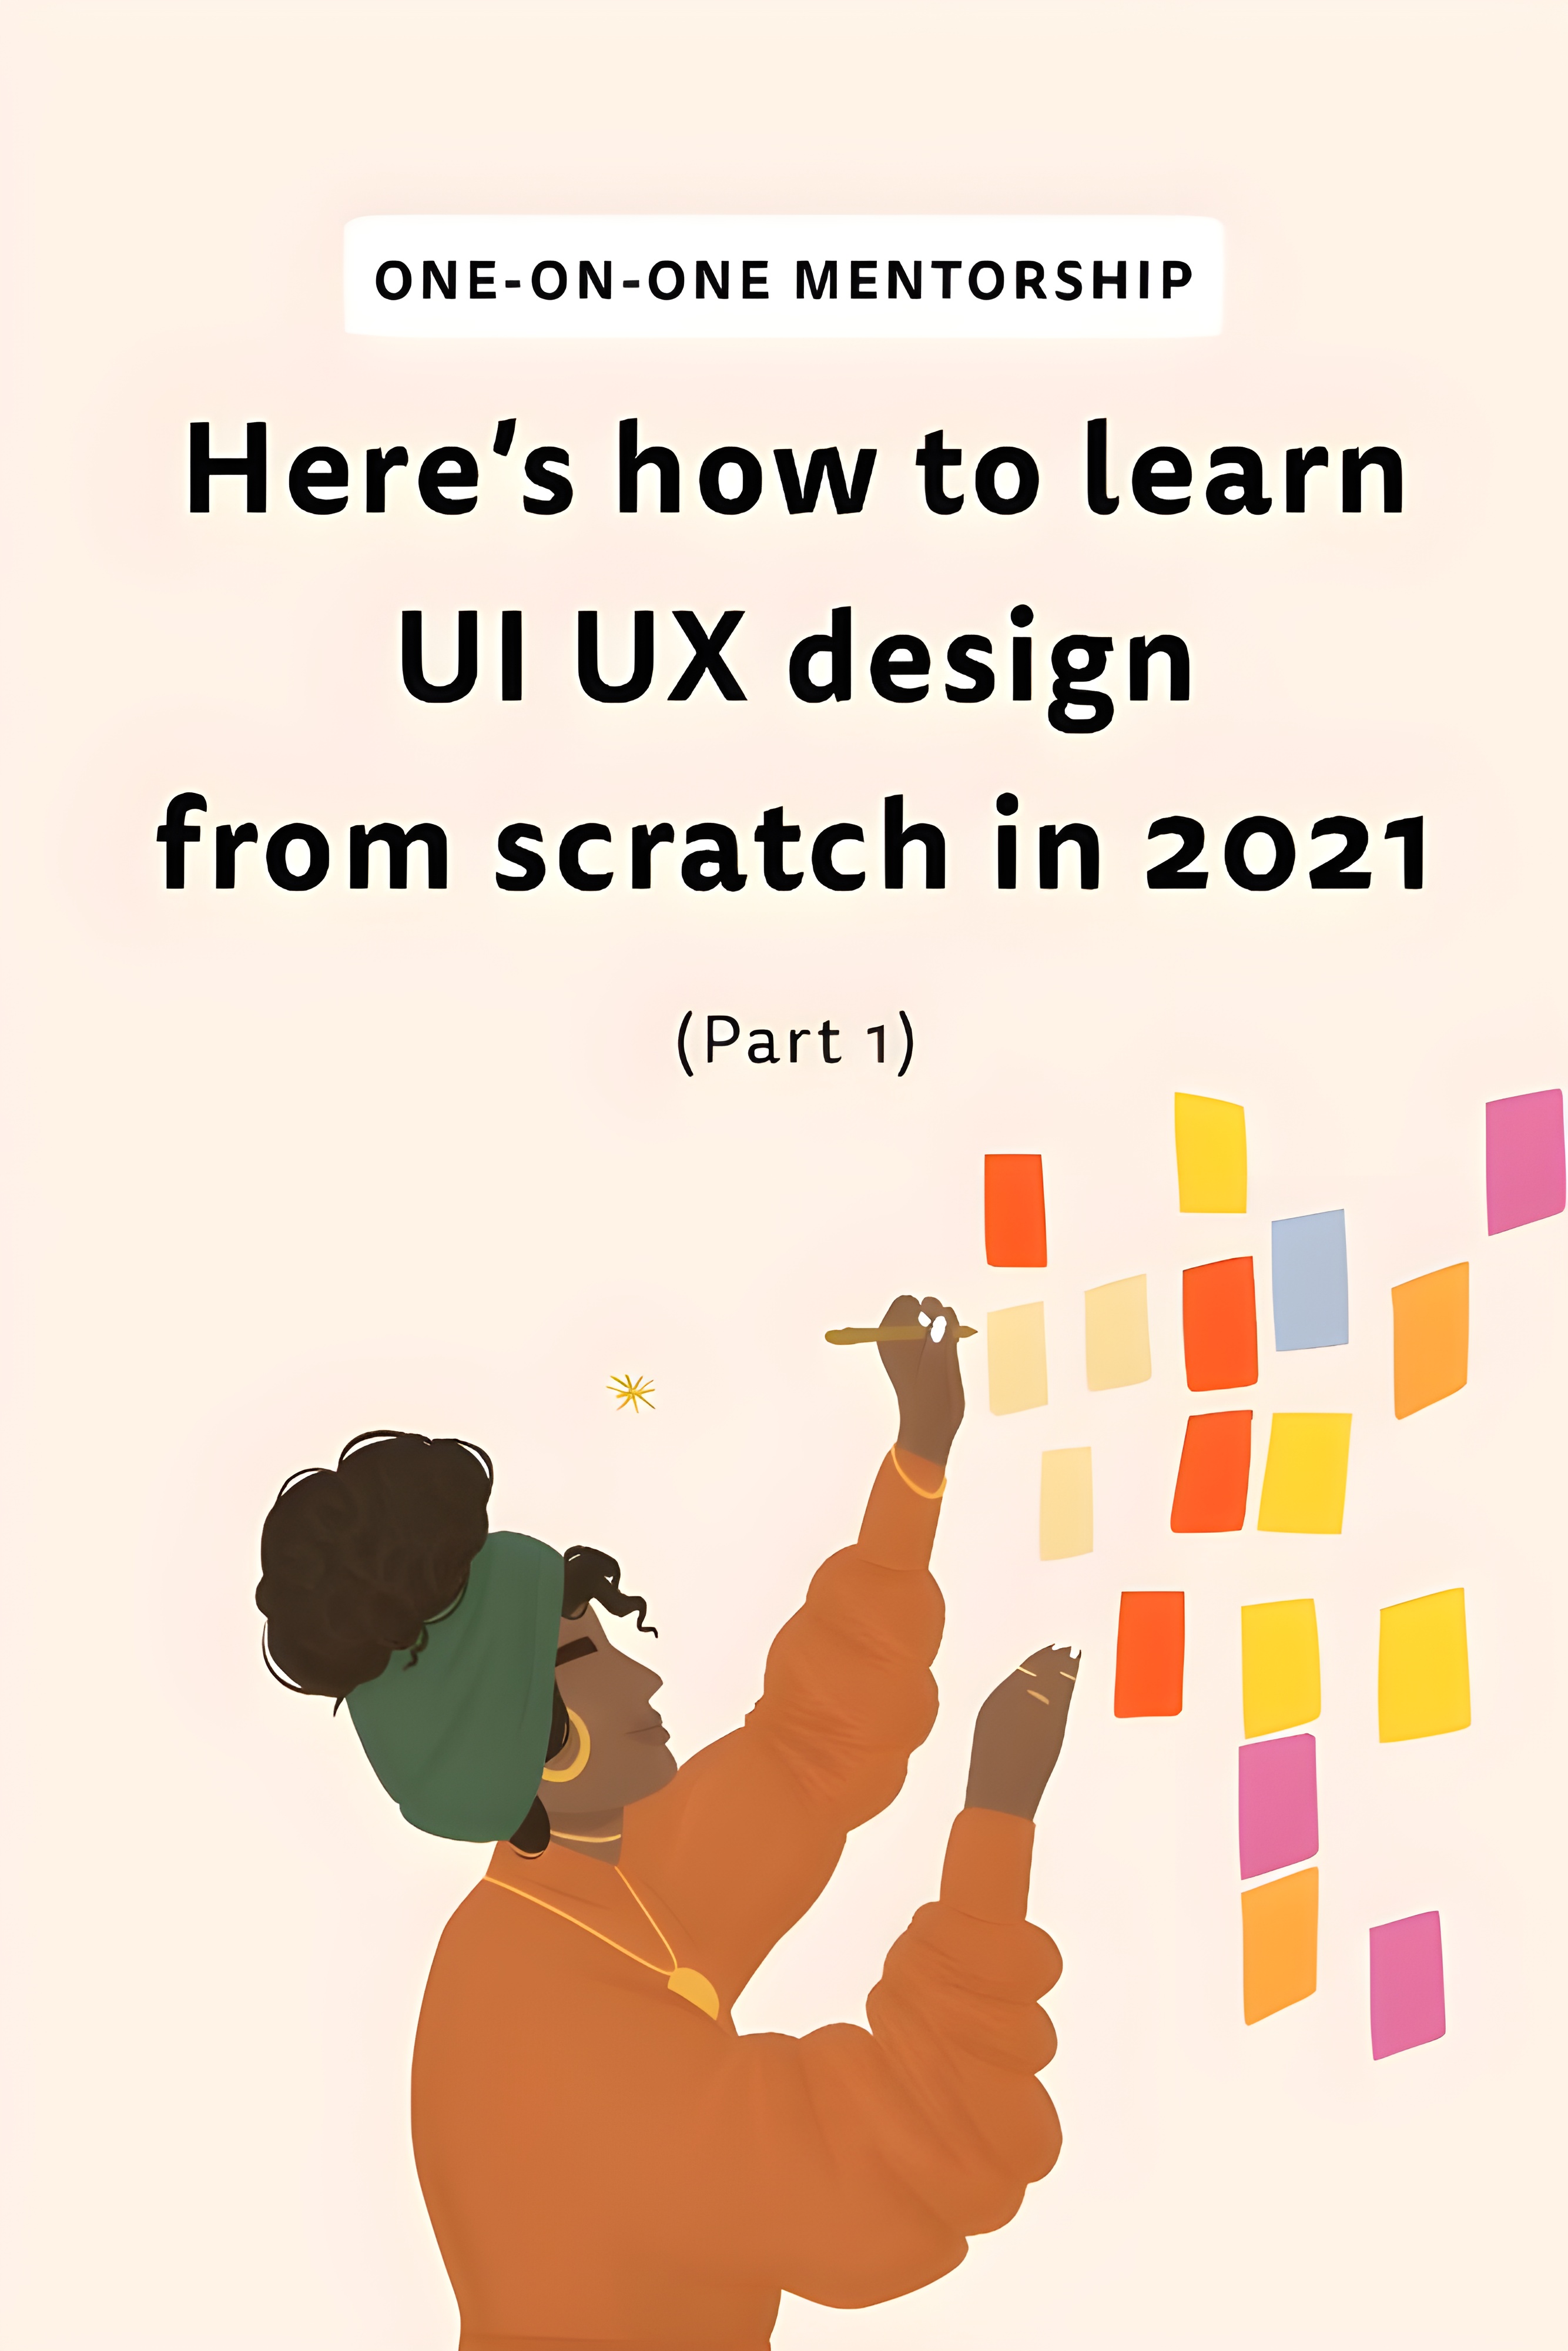 ONE-ON-ONE MENTORSHIP
Here's how to learn
UI UX design
from scratch in 2021
(Part 1)